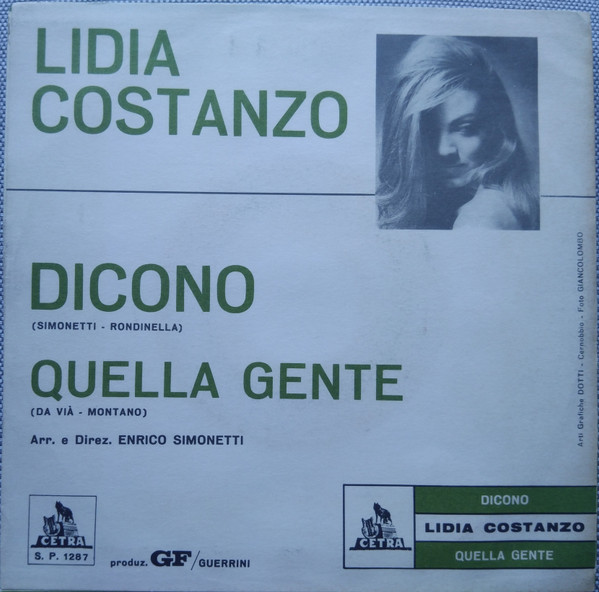 LIDIA
COSTANZO
DICONO
(SIMONETTI - RONDINELLA)
QUELLA GENTE
(DA VIÀ - MONTANO)
Arr. e Direz. ENRICO SIMONETTI
Arti Grafiche DOTTI - Cernobbio - Foto GIANCOLOMBO
CETRA
S. P. 1287
produz. GF/GUERRINI
CETRA
DICONO
LIDIA COSTANZO
QUELLA GENTE